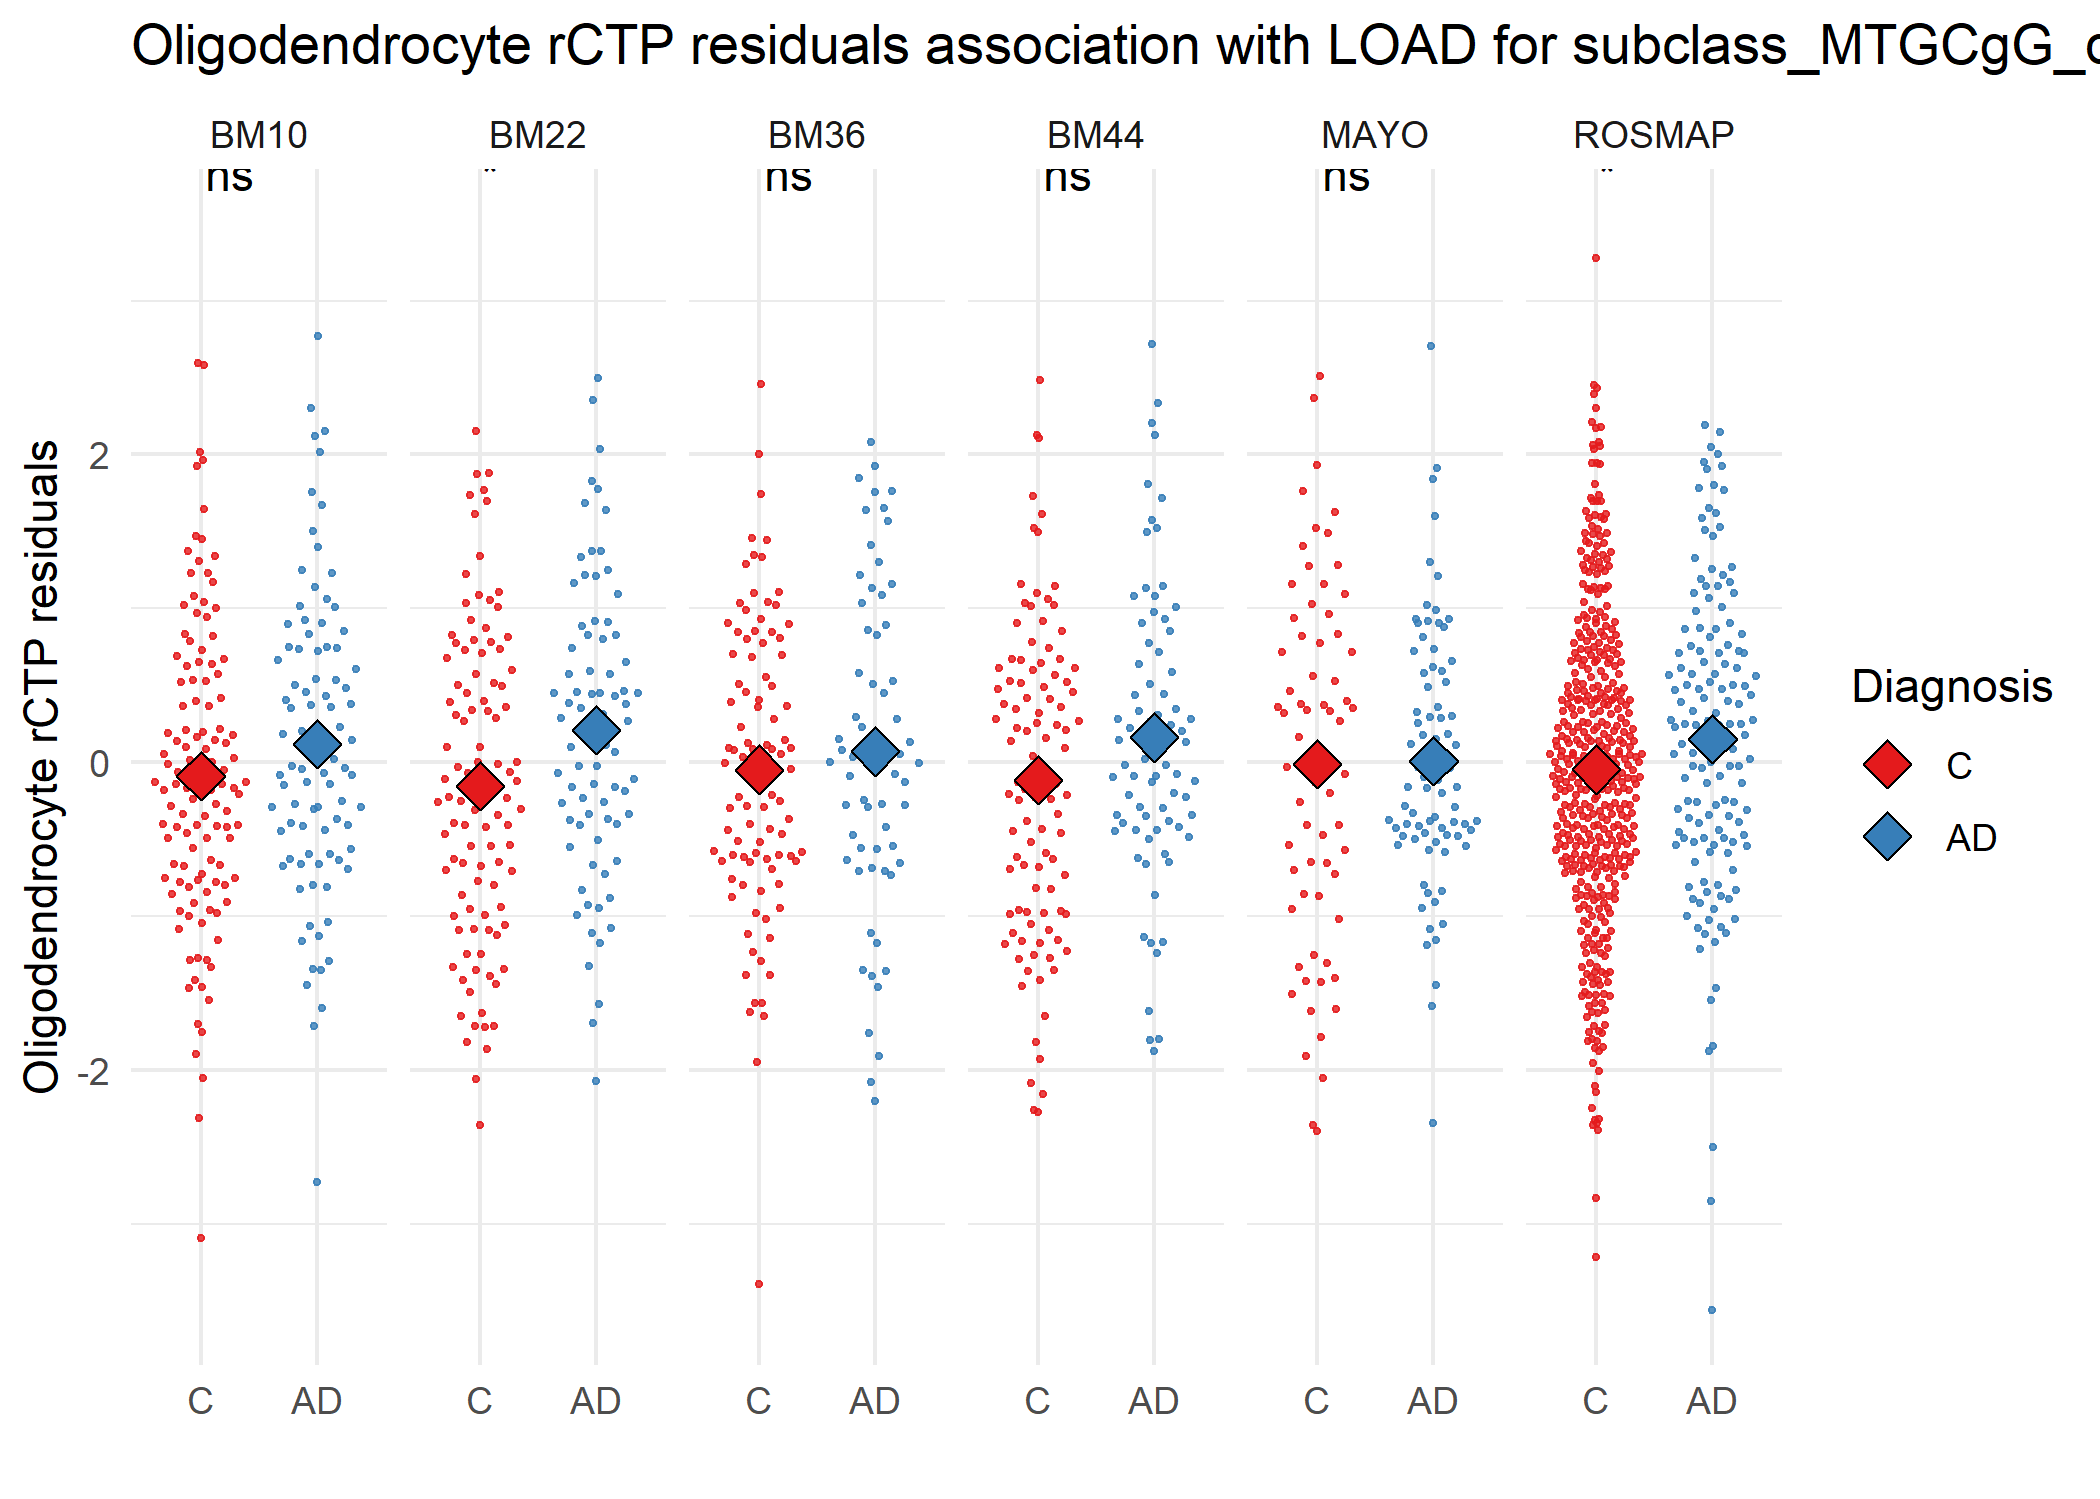 Oligodendrocyte rCTP residuals association with LOAD for subclass_MTGCgG_c
BM10 BM22 BM36 BM44 MAYO ROSMAP
ns * ns ns ns *
Oligodendrocyte rCTP residuals
2
0
-2
C AD C AD C AD C AD C AD C AD
Diagnosis
C
AD